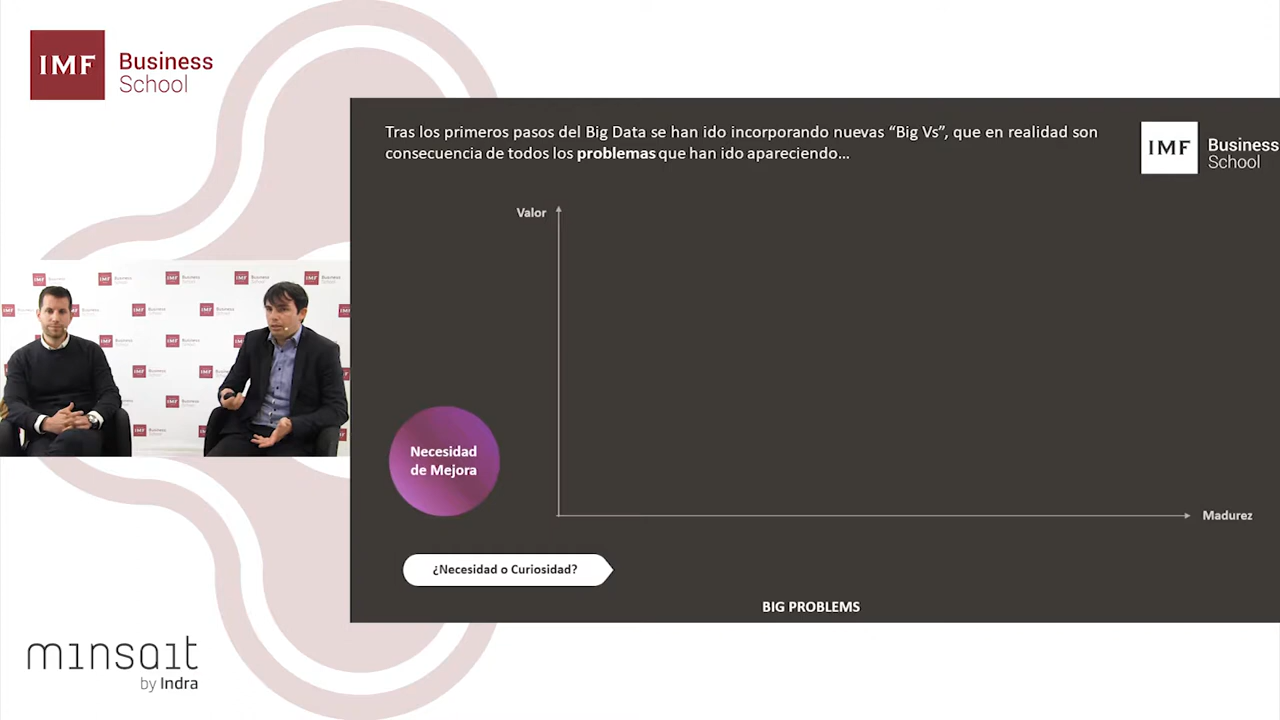 IMF Business School
Tras los primeros pasos del Big Data se han ido incorporando nuevas “Big Vs”, que en realidad son
consecuencia de todos los problemas que han ido apareciendo...
IMF Business School
Valor
Necesidad
de Mejora
Madurez
¿Necesidad o Curiosidad?
BIG PROBLEMS
minsait
by Indra